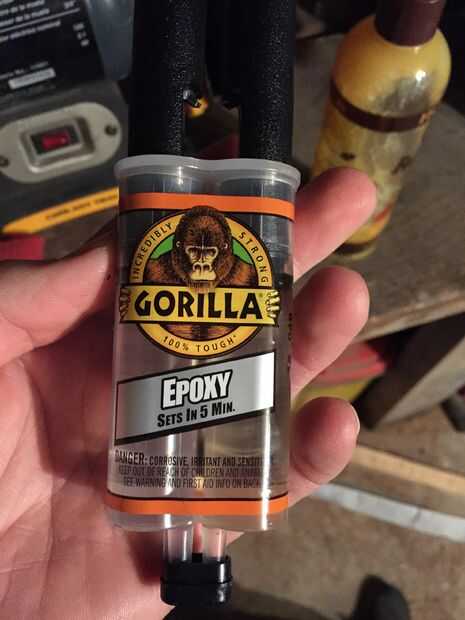 INCREDIBLY STRONG
GORILLA
100% TOUGH
EPOXY
SETS IN 5 MIN.
DANGER: CORROSIVE, IRRITANT AND
KEEP OUT OF REACH OF CHILDREN AND
SEE WARNING AND FIRST AID INFO ON BACK